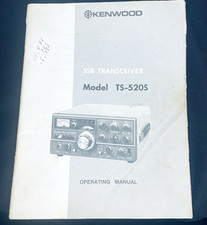 KENWOOD
SSB TRANSCEIVER
Model TS-520S
OPERATING MANUAL